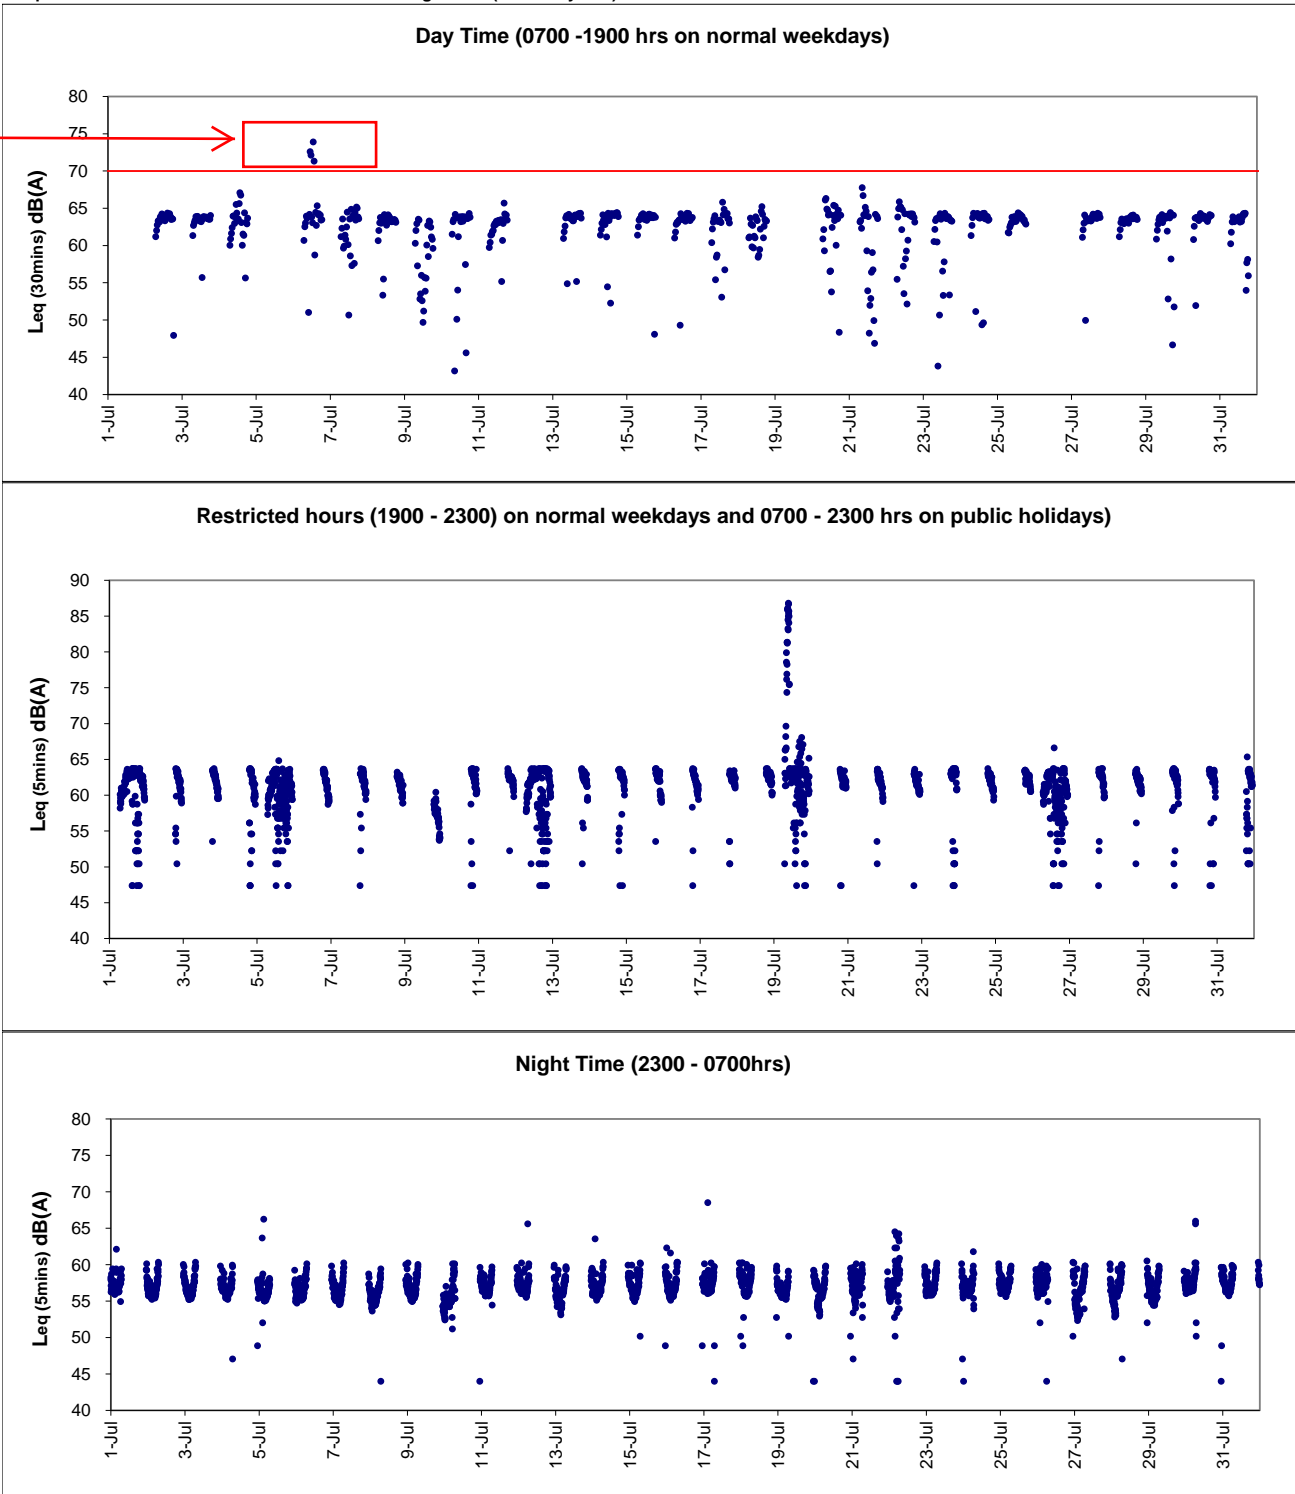 Day Time (0700 -1900 hrs on normal weekdays)
Leq (30mins) dB(A)
80
75
70
65
60
55
50
45
40
1-Jul
3-Jul
5-Jul
7-Jul
9-Jul
11-Jul
13-Jul
15-Jul
17-Jul
19-Jul
21-Jul
23-Jul
25-Jul
27-Jul
29-Jul
31-Jul
Restricted hours (1900 - 2300) on normal weekdays and 0700 - 2300 hrs on public holidays)
Leq (5mins) dB(A)
90
85
80
75
70
65
60
55
50
45
40
1-Jul
3-Jul
5-Jul
7-Jul
9-Jul
11-Jul
13-Jul
15-Jul
17-Jul
19-Jul
21-Jul
23-Jul
25-Jul
27-Jul
29-Jul
31-Jul
Night Time (2300 - 0700hrs)
Leq (5mins) dB(A)
80
75
70
65
60
55
50
45
40
1-Jul
3-Jul
5-Jul
7-Jul
9-Jul
11-Jul
13-Jul
15-Jul
17-Jul
19-Jul
21-Jul
23-Jul
25-Jul
27-Jul
29-Jul
31-Jul